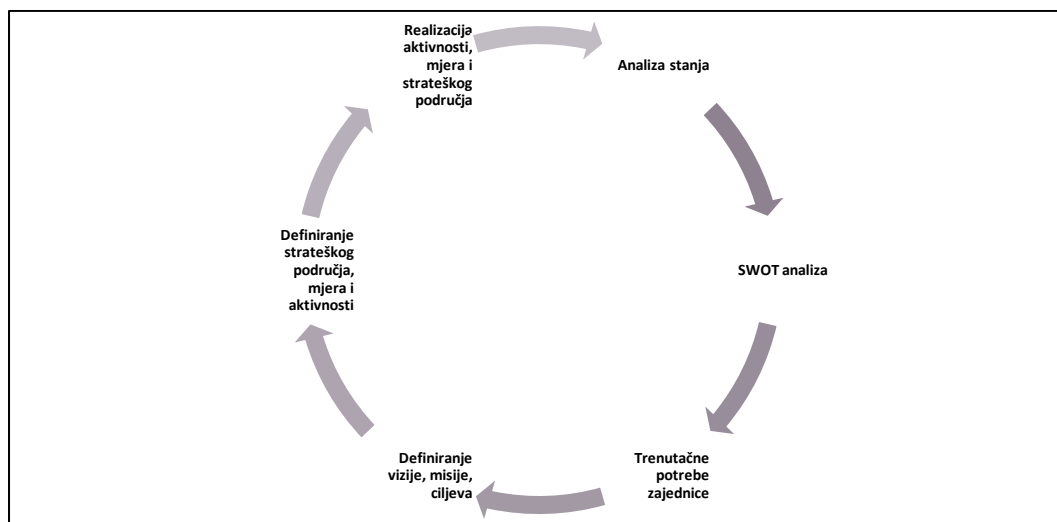 Realizacija
aktivnosti,
mjera i
strateškog
područja
Analiza stanja
SWOT analiza
Trenutačne
potrebe
zajednice
Definiranje
vizije, misije,
ciljeva
Definiranje
strateškog
područja,
mjera i
aktivnosti